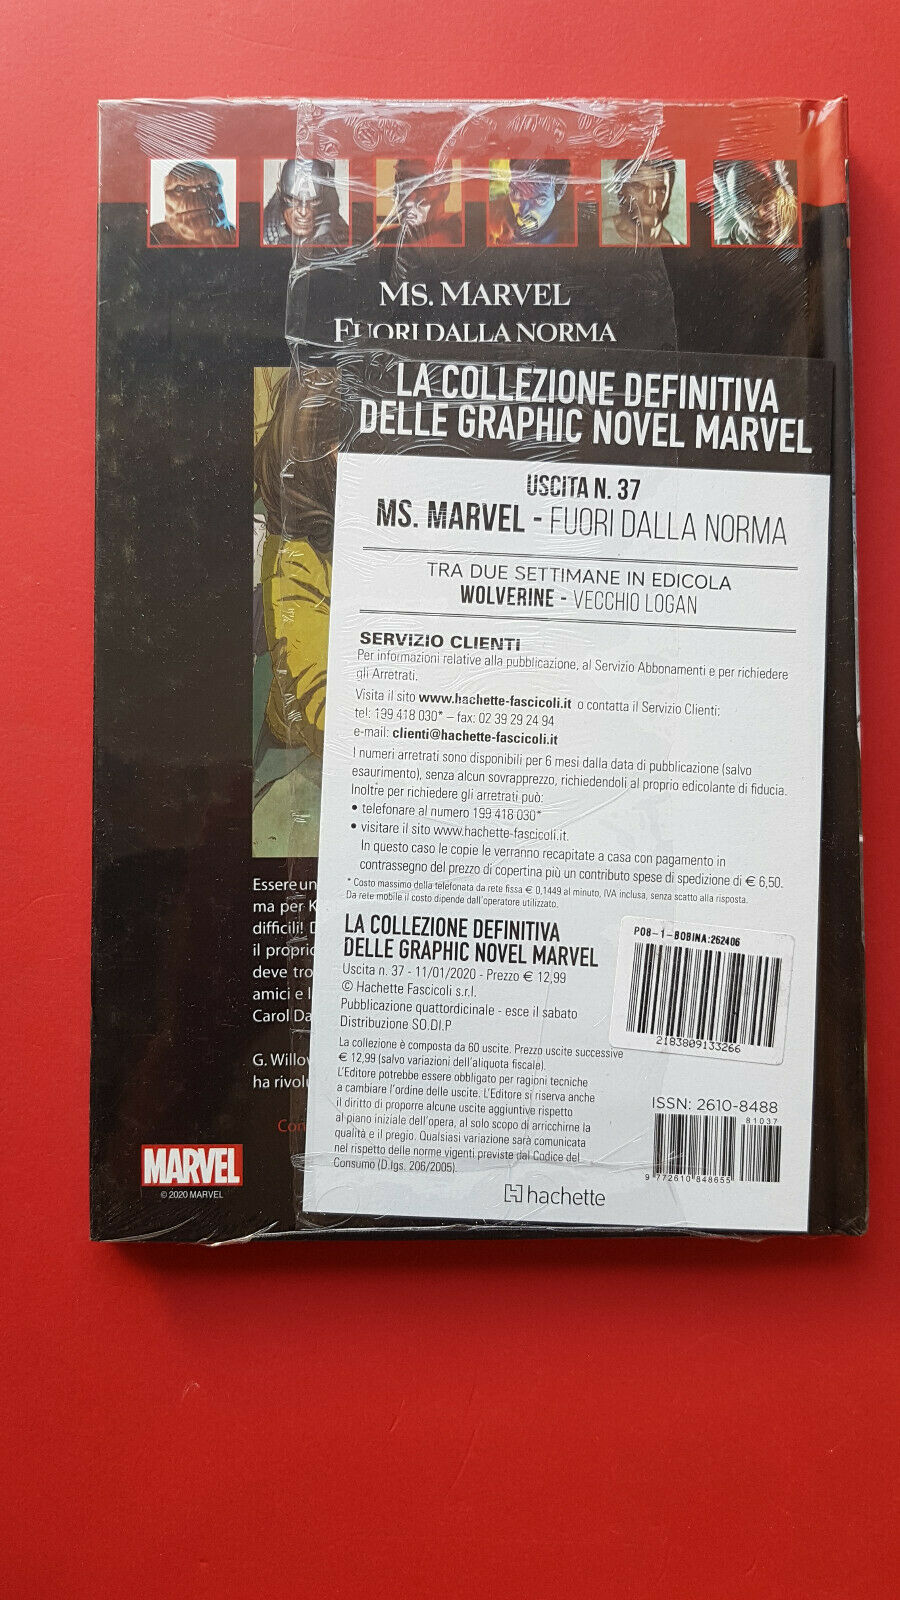 MS. MARVEL
FUORI DALLA NORMA
LA COLLEZIONE DEFINITIVA
DELLE GRAPHIC NOVEL MARVEL
USCITA N. 37
MS. MARVEL - FUORI DALLA NORMA
TRA DUE SETTIMANE IN EDICOLA
WOLVERINE - VECCHIO LOGAN
SERVIZIO CLIENTI
Per informazioni relative alla pubblicazione, al Servizio Abbonamenti e per richiedere
gli Arretrati.
Visita il sito www.hachette-fascicoli.it o contatta il Servizio Clienti:
tel: 199 418 030* – fax: 02 39 29 24 94
e-mail: clienti@hachette-fascicoli.it
I numeri arretrati sono disponibili per 6 mesi dalla data di pubblicazione (salvo
esaurimento), senza alcun sovrapprezzo, richiedendoli al proprio edicolante di fiducia.
Inoltre per richiedere gli arretrati può:
• telefonare al numero 199 418 030*
• visitare il sito www.hachette-fascicoli.it.
In questo caso le copie le verranno recapitate a casa con pagamento in
contrassegno del prezzo di copertina più un contributo spese di spedizione di € 6,50.
* Costo massimo della telefonata da rete fissa € 0,1449 al minuto, IVA inclusa, senza scatto alla risposta.
Da rete mobile il costo dipende dall'operatore utilizzato.
LA COLLEZIONE DEFINITIVA
DELLE GRAPHIC NOVEL MARVEL
Uscita n. 37 - 11/01/2020 - Prezzo € 12,99
© Hachette Fascicoli s.r.l.
Pubblicazione quattordicinale - esce il sabato
Distribuzione SO.DI.P
La collezione è composta da 60 uscite. Prezzo uscite successive
€ 12,99 (salvo variazioni dell'aliquota fiscale).
L'Editore potrebbe essere obbligato per ragioni tecniche
a cambiare l'ordine delle uscite. L'Editore si riserva anche
il diritto di proporre alcune uscite aggiuntive rispetto
al piano iniziale dell'opera, al solo scopo di arricchirne la
qualità e il pregio. Qualsiasi variazione sarà comunicata
nel rispetto delle norme vigenti previste dal Codice del
Consumo (D.lgs. 206/2005).
P08-1-BOBINA:262406
2183809133266
ISSN: 2610-8488
81037
9 772610 848655
hachette
Essere un
ma per K
difficili! D
il proprio
deve tro
amici e l
Carol Da
G. Willow
ha rivolu
Con
MARVEL
© 2020 MARVEL